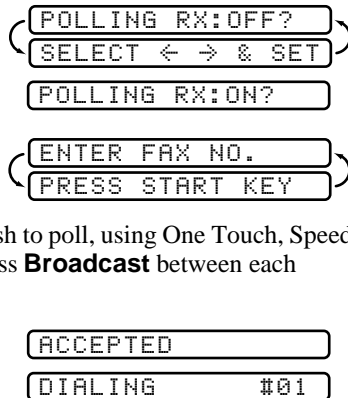 POLLING RX:OFF?
SELECT ← → & SET
POLLING RX:ON?
ENTER FAX NO.
PRESS START KEY
sh to poll, using One Touch, Speed
ss Broadcast between each
ACCEPTED
DIALING #01